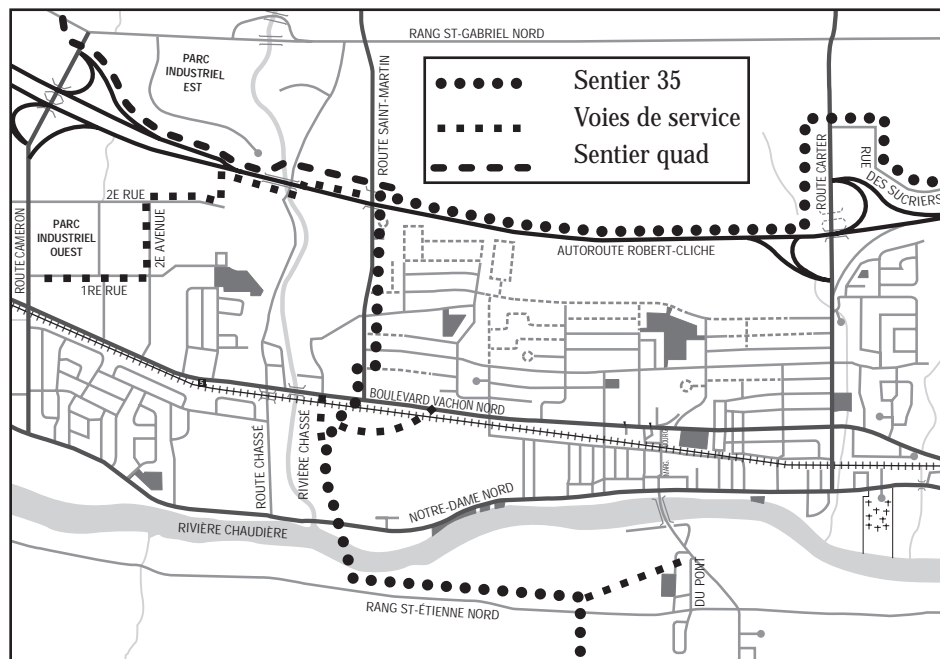 RANG ST-GABRIEL NORD
PARC
INDUSTRIEL
EST
ROUTE SAINT-MARTIN
Sentier 35
Voies de service
Sentier quad
ROUTE CARTER
RUE
DES SUCRIERS
2E RUE
2E AVENUE
PARC
INDUSTRIEL
OUEST
ROUTE CAMERON
1RE RUE
AUTOROUTE ROBERT-CLICHE
BOULEVARD VACHON NORD
ROUTE CHASSÉ
RIVIÈRE CHASSÉ
NOTRE-DAME NORD
RIVIÈRE CHAUDIÈRE
DU PONT
RANG ST-ÉTIENNE NORD